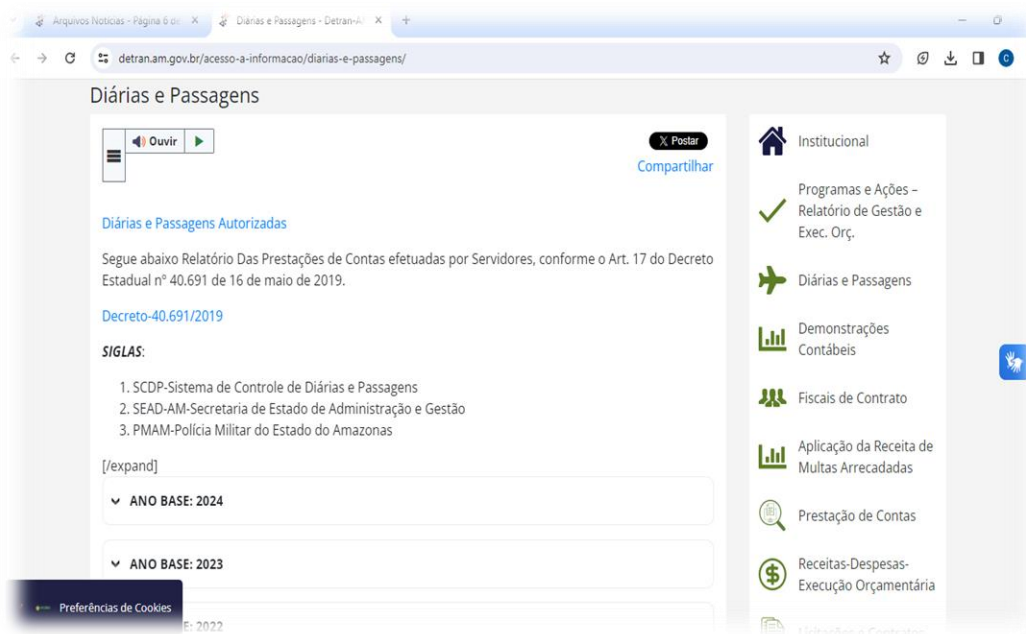 Arquivos Notícias - Página 6 de
Diárias e Passagens - Detran-A
detran.am.gov.br/acesso-a-informacao/diarias-e-passagens/
C
Diárias e Passagens
Ouvir
X Postar
Compartilhar
Diárias e Passagens Autorizadas
Segue abaixo Relatório Das Prestações de Contas efetuadas por Servidores, conforme o Art. 17 do Decreto
Estadual nº 40.691 de 16 de maio de 2019.
Decreto-40.691/2019
SIGLAS:
1. SCDP-Sistema de Controle de Diárias e Passagens
2. SEAD-AM-Secretaria de Estado de Administração e Gestão
3. PMAM-Polícia Militar do Estado do Amazonas
[/expand]
ANO BASE: 2024
ANO BASE: 2023
E: 2022
Preferências de Cookies
Institucional
Programas e Ações –
Relatório de Gestão e
Exec. Orç.
Diárias e Passagens
Demonstrações
Contábeis
Fiscais de Contrato
Aplicação da Receita de
Multas Arrecadadas
Prestação de Contas
Receitas-Despesas-
Execução Orçamentária
Licitações e Contratos